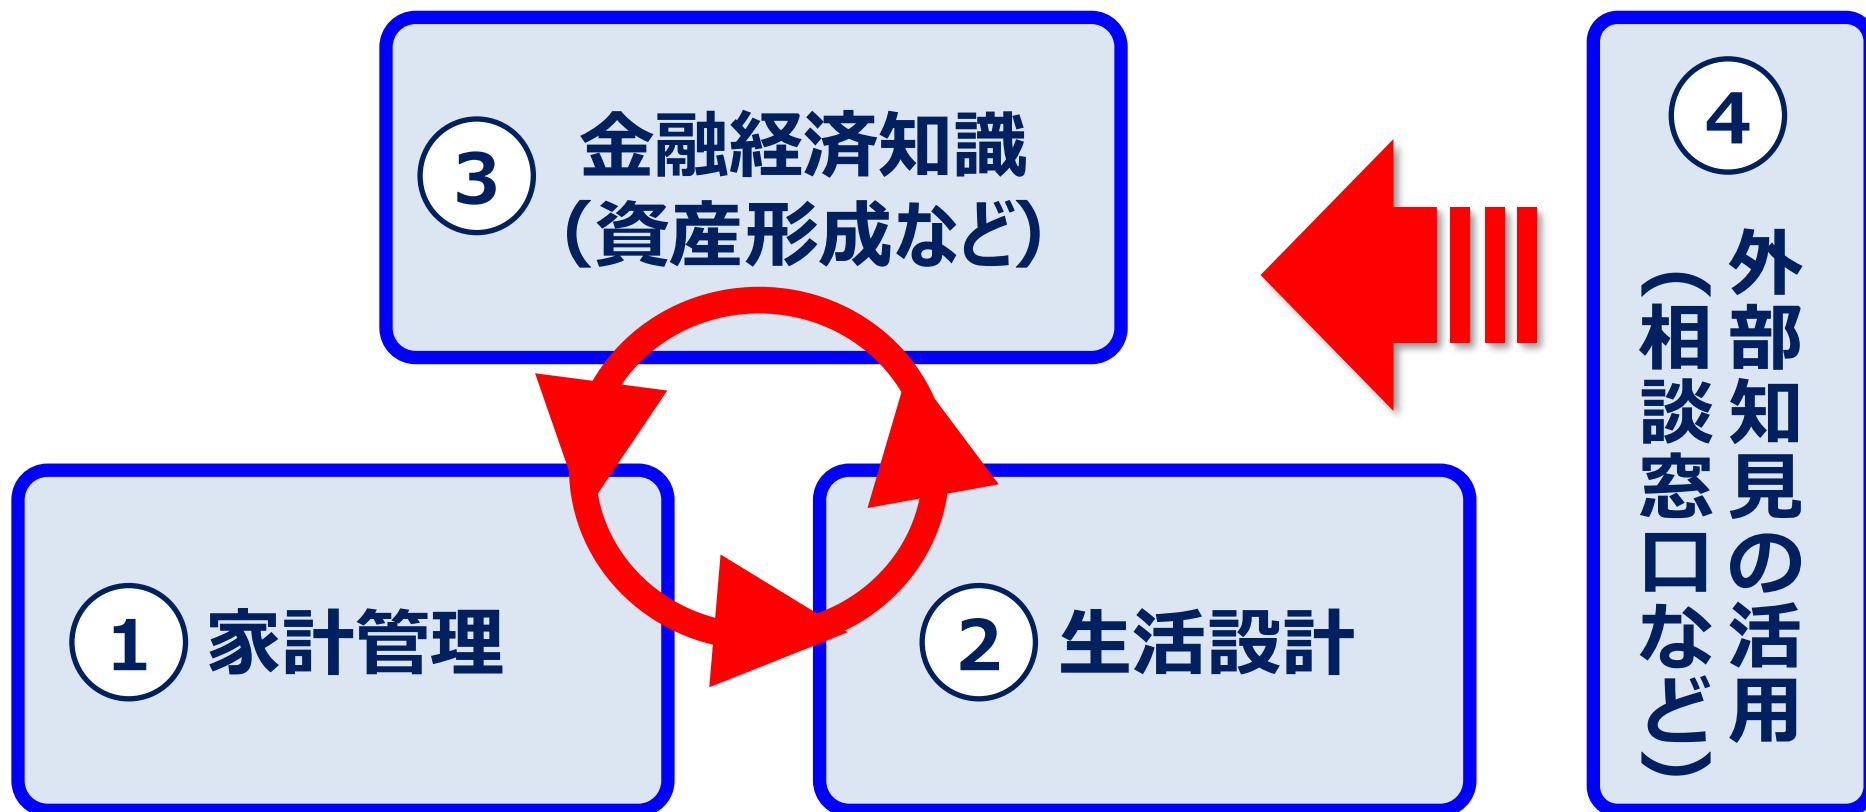 ③ 金融経済知識
（資産形成など）
① 家計管理
② 生活設計
④
外部知見の活用
（相談窓口など）